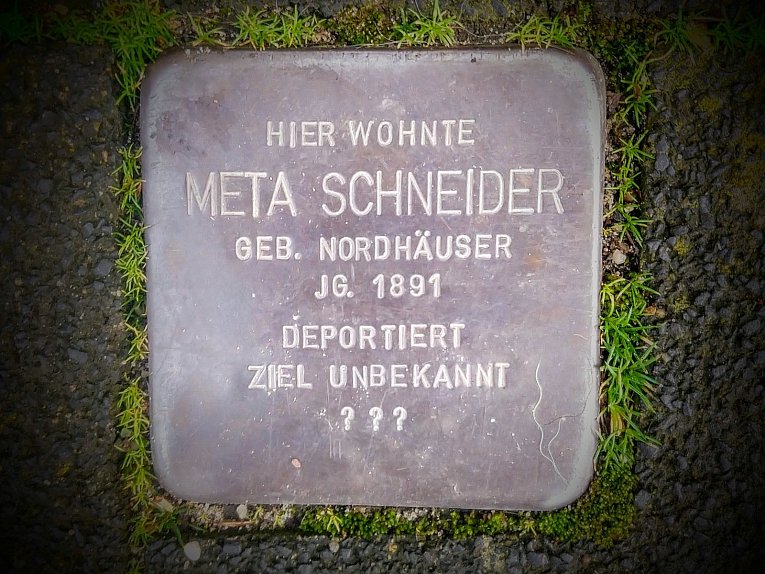 HIER WOHNTE
META SCHNEIDER
GEB. NORDHÄUSER
JG. 1891
DEPORTIERT
ZIEL UNBEKANNT
???